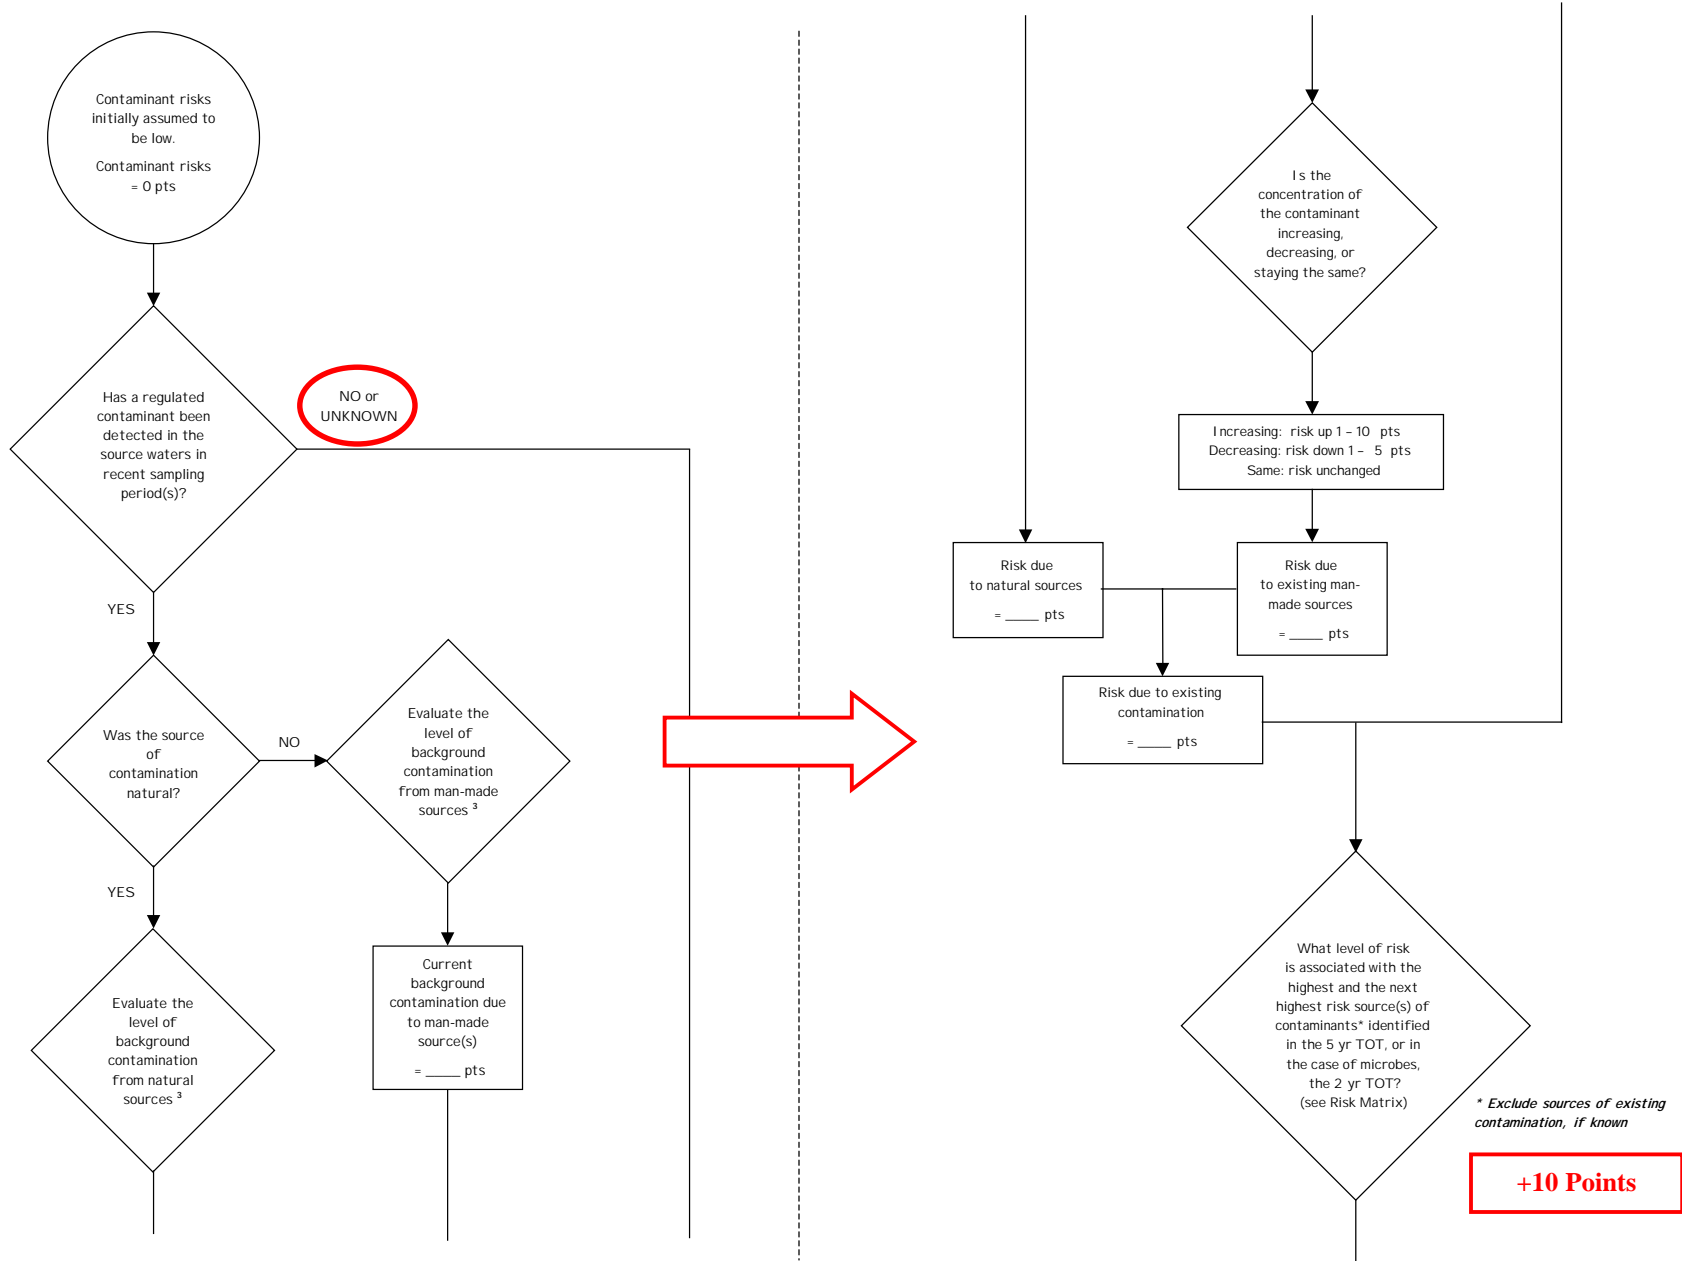 Contaminant risks
initially assumed to
be low.
Contaminant risks
= 0 pts
Has a regulated
contaminant been
detected in the
source waters in
recent sampling
period(s)?
NO or
UNKNOWN
YES
Was the source
of
contamination
natural?
NO
Evaluate the
level of
background
contamination
from man-made
sources ³
YES
Evaluate the
level of
background
contamination
from natural
sources ³
Current
background
contamination due
to man-made
source(s)
= _____ pts
Is the
concentration of
the contaminant
increasing,
decreasing, or
staying the same?
Increasing: risk up 1 – 10 pts
Decreasing: risk down 1 – 5 pts
Same: risk unchanged
Risk due
to natural sources
= _____ pts
Risk due
to existing man-
made sources
= _____ pts
Risk due to existing
contamination
= _____ pts
What level of risk
is associated with the
highest and the next
highest risk source(s) of
contaminants* identified
in the 5 yr TOT, or in
the case of microbes,
the 2 yr TOT?
(see Risk Matrix)
* Exclude sources of existing
contamination, if known
+10 Points